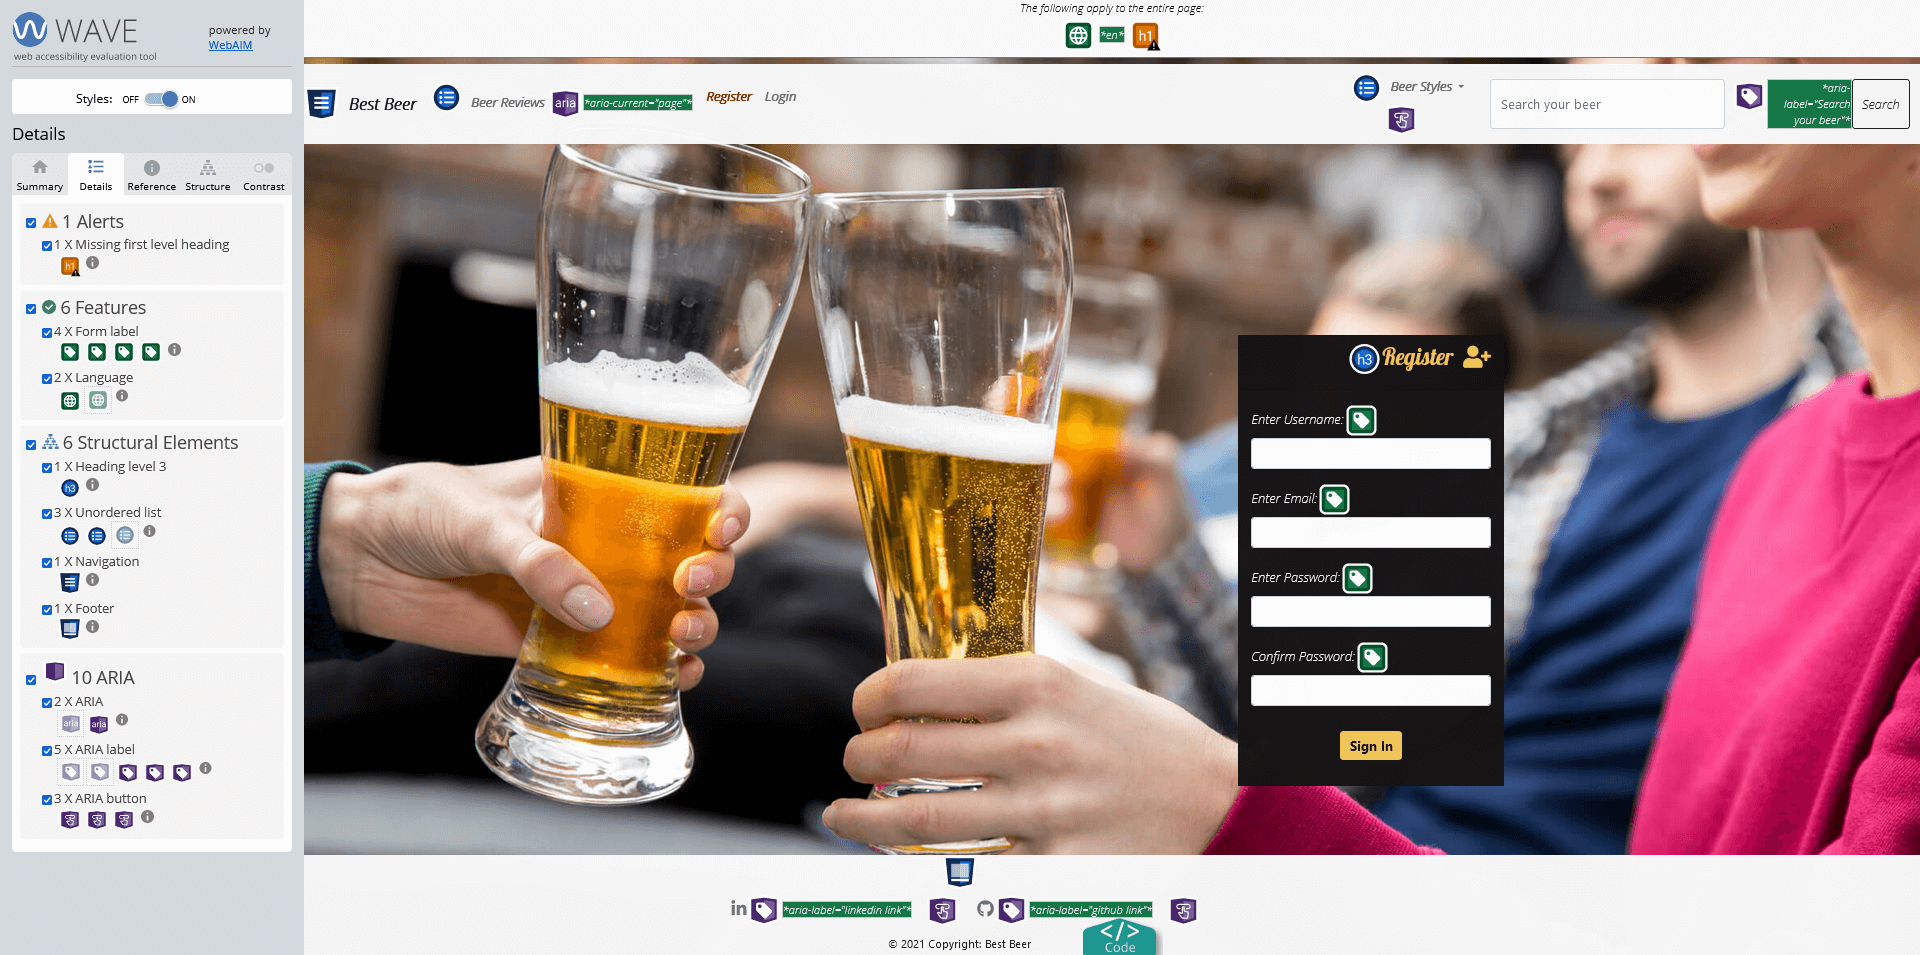 WAVE
web accessibility evaluation tool
powered by
WebAIM
Styles: OFF ON
Details
Summary Details Reference Structure Contrast
1 Alerts
1 X Missing first level heading
h1
6 Features
4 X Form label
2 X Language
6 Structural Elements
1 X Heading level 3
h3
3 X Unordered list
1 X Navigation
1 X Footer
10 ARIA
2 X ARIA
aria aria
5 X ARIA label
3 X ARIA button
The following apply to the entire page:
*en* h1
Best Beer Beer Reviews aria *aria-current="page"* Register Login
Beer Styles
Search your beer
*aria-
label="Search
your beer"*
Search
h3 Register
Enter Username:
Enter Email:
Enter Password:
Confirm Password:
Sign In
in *aria-label="linkedin link"* *aria-label="github link"*
© 2021 Copyright: Best Beer
</>
Code